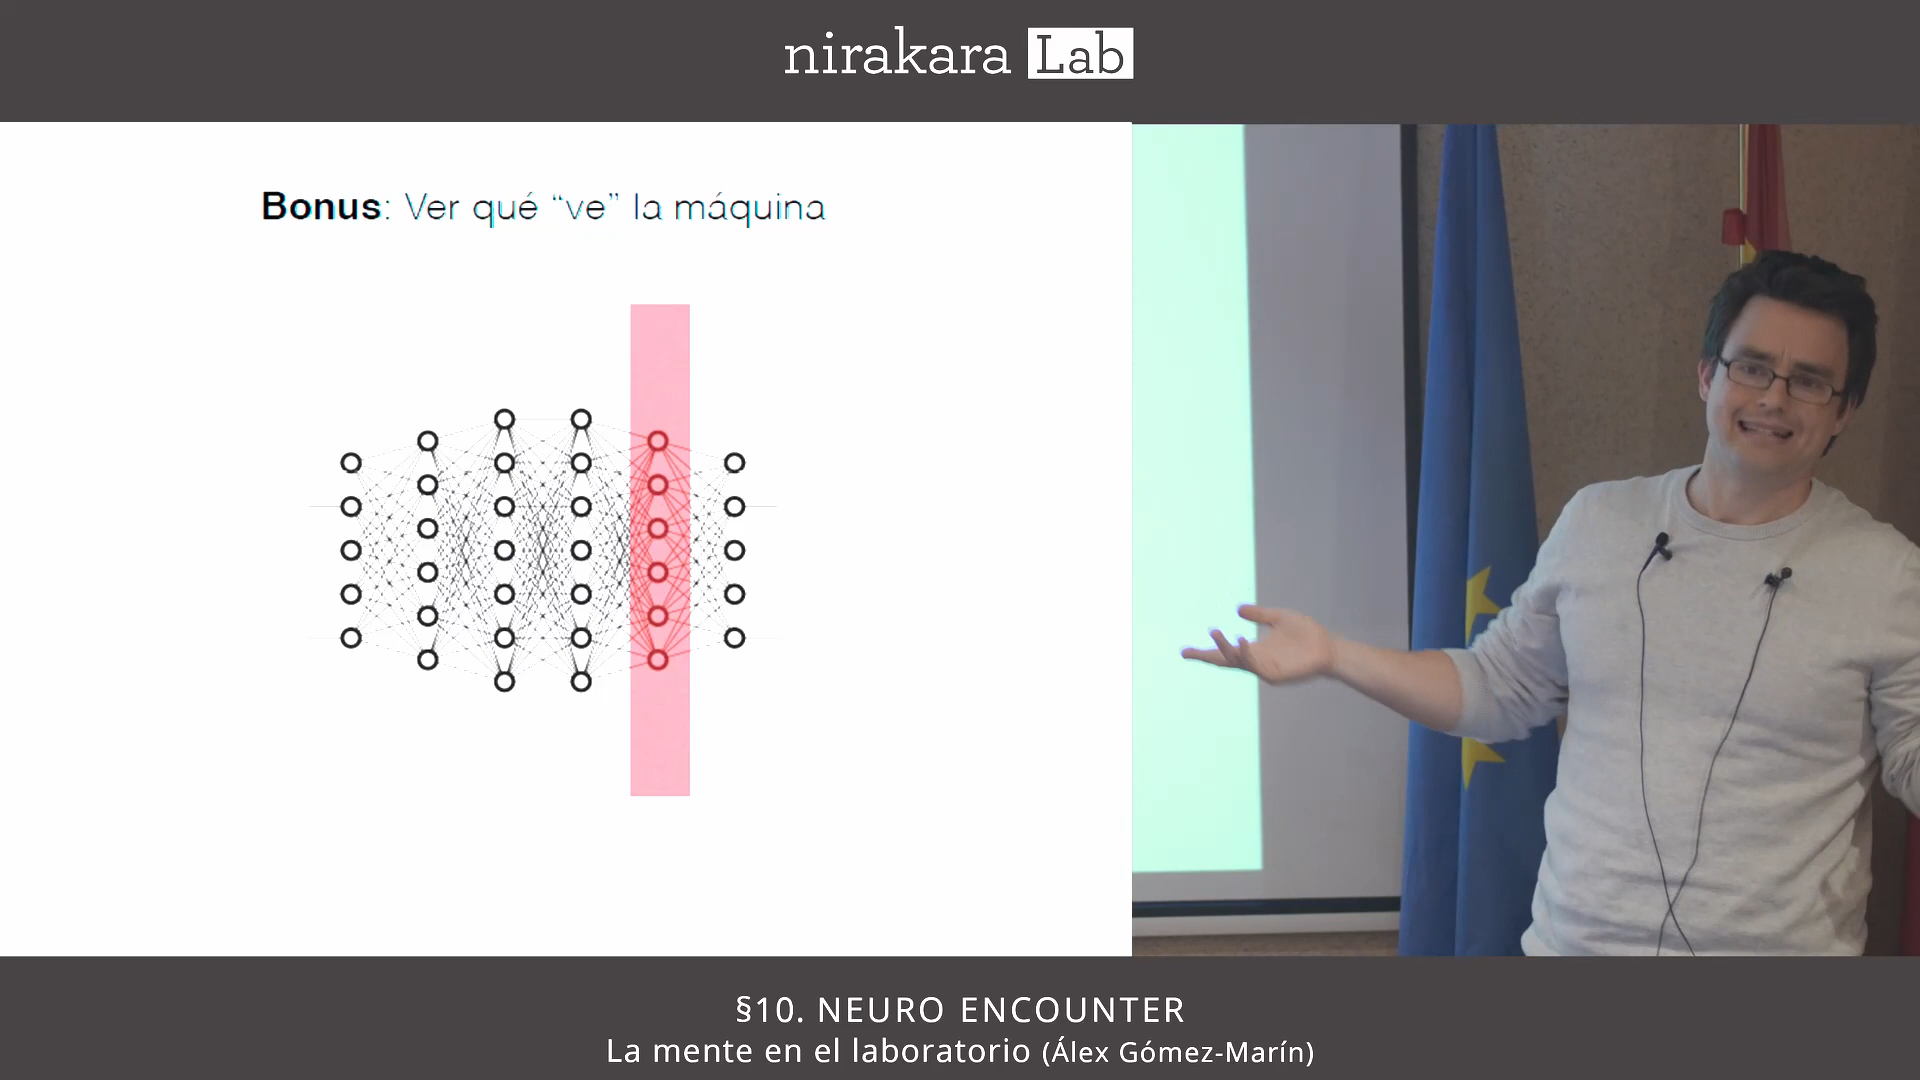 nirakara Lab
Bonus: Ver qué “ve” la máquina
§10. NEURO ENCOUNTER
La mente en el laboratorio (Álex Gómez-Marín)